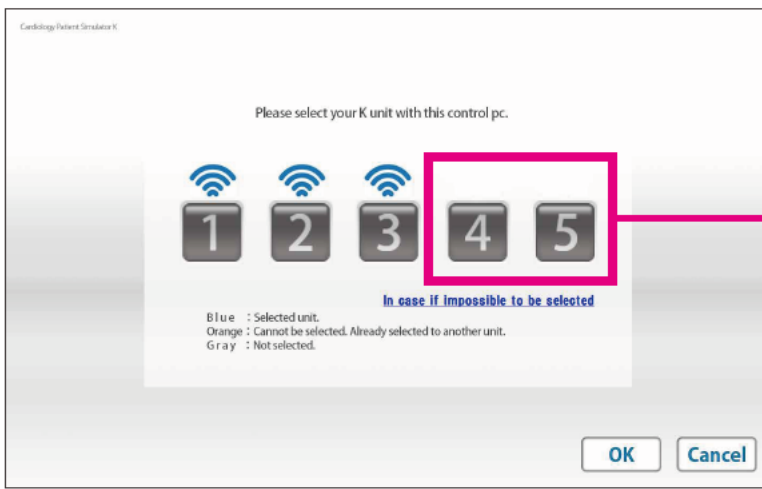 Cardiology Patient Simulator K
Please select your K unit with this control pc.
1 2 3 4 5
In case if impossible to be selected
Blue : Selected unit.
Orange : Cannot be selected. Already selected to another unit.
Gray : Not selected.
OK Cancel